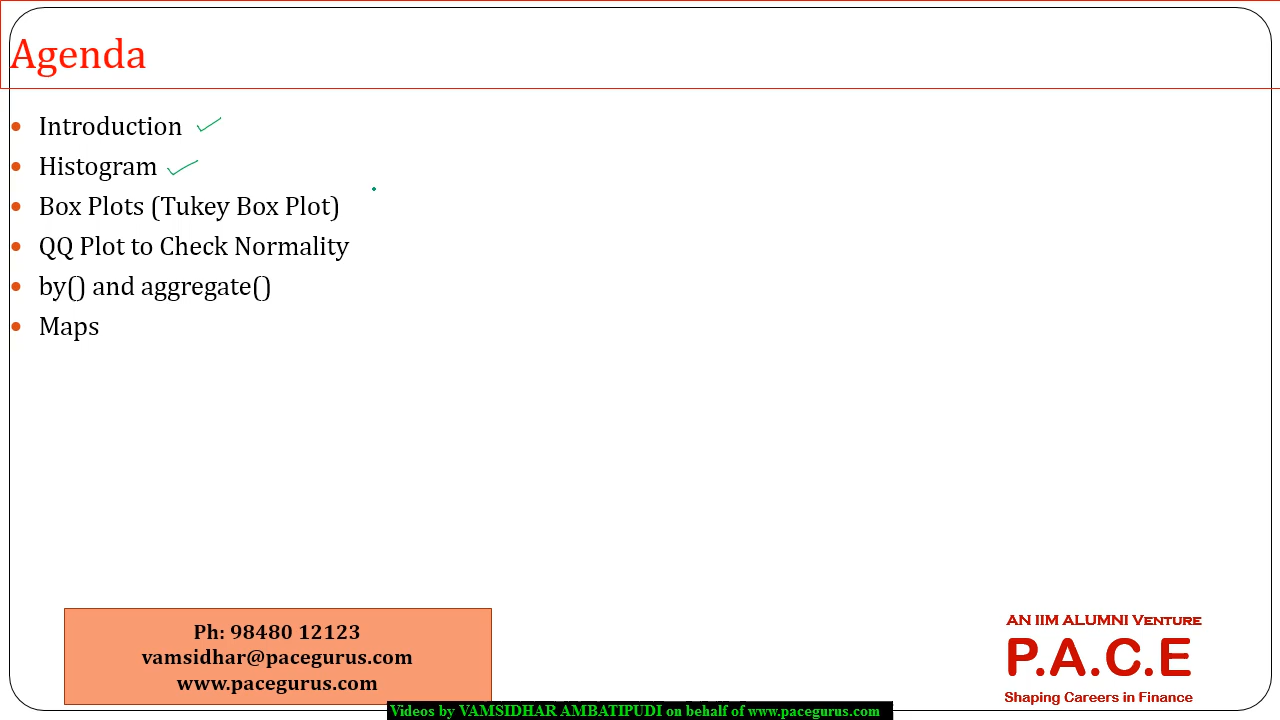 Agenda
Introduction
Histogram
Box Plots (Tukey Box Plot)
QQ Plot to Check Normality
by() and aggregate()
Maps
Ph: 98480 12123
vamsidhar@pacegurus.com
www.pacegurus.com
AN IIM ALUMNI VENTURE
P.A.C.E
Shaping Careers in Finance
Videos by VAMSIDHAR AMBATIPUDI on behalf of www.pacegurus.com